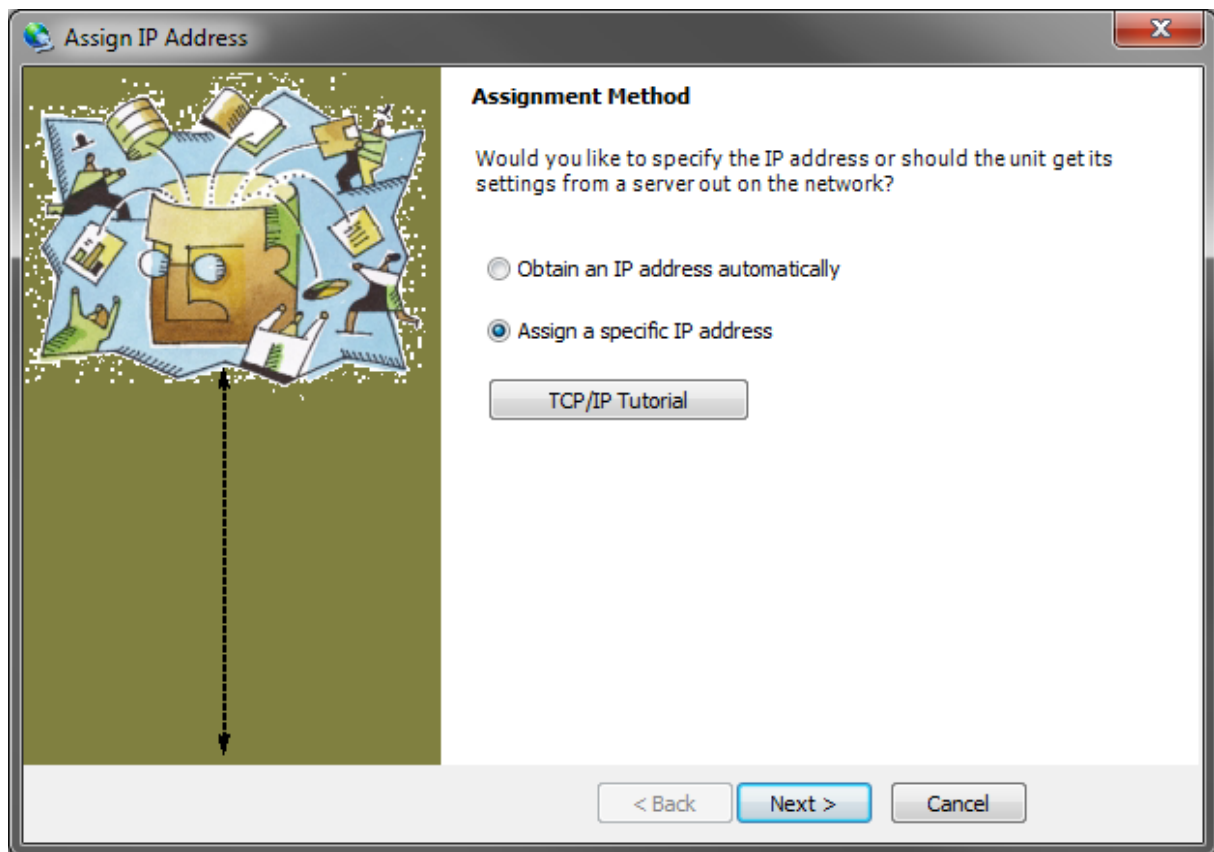 Assign IP Address
Assignment Method
Would you like to specify the IP address or should the unit get its
settings from a server out on the network?
Obtain an IP address automatically
Assign a specific IP address
TCP/IP Tutorial
< Back
Next >
Cancel